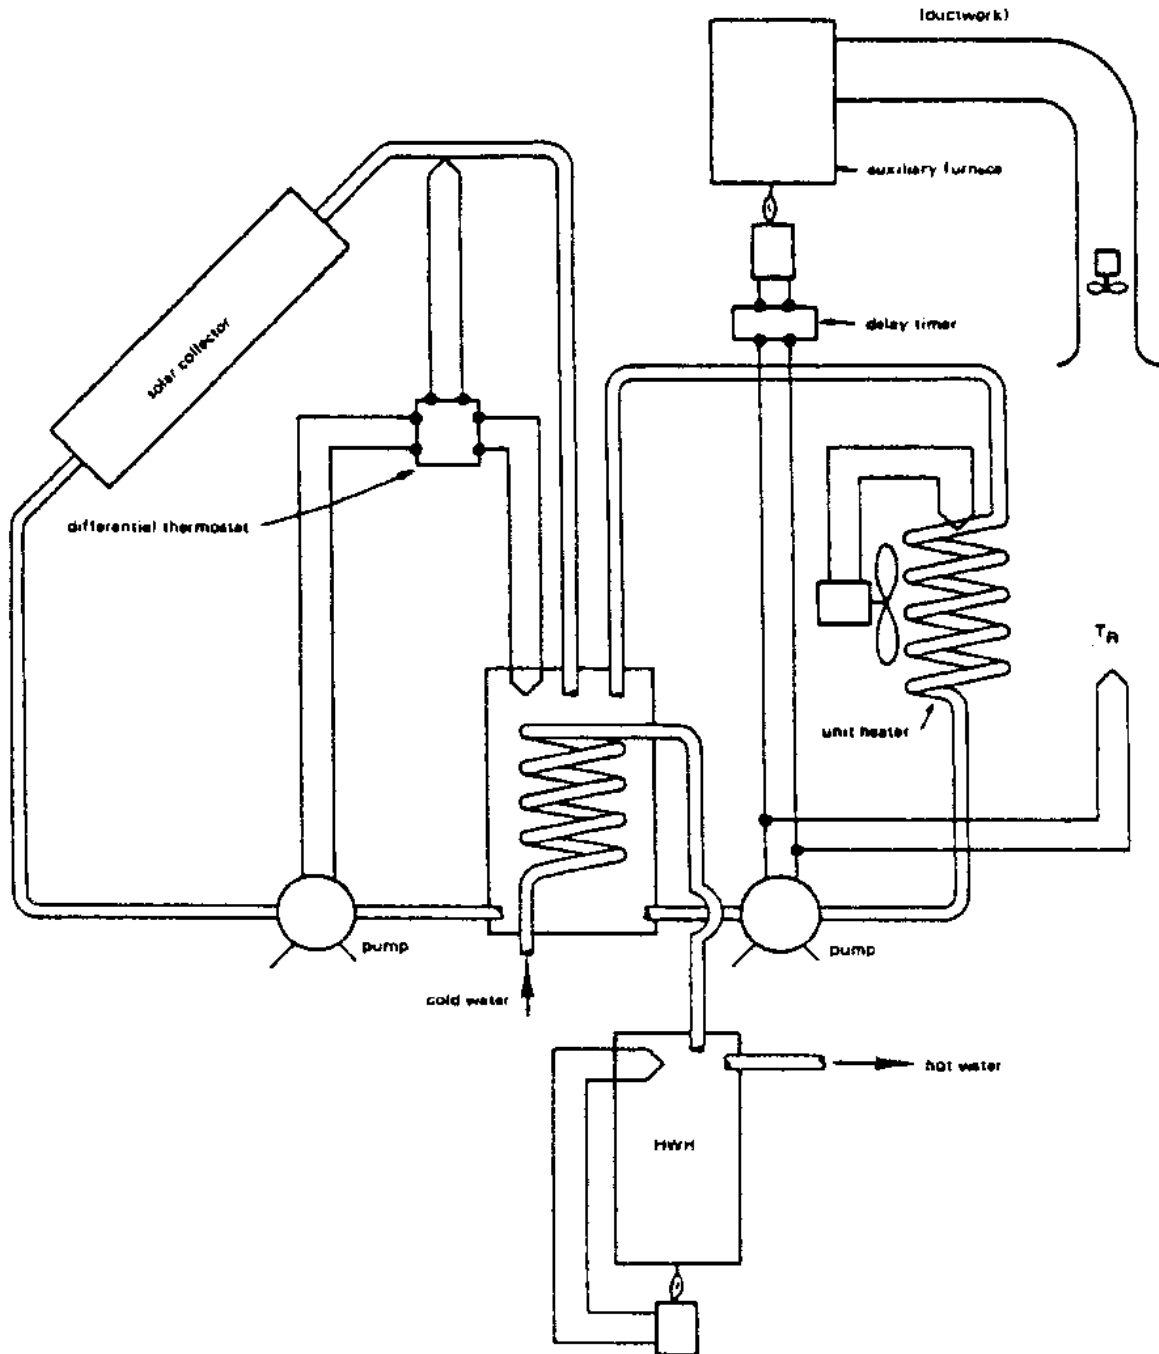 (ductwork)
auxiliary furnace
solar collector
delay timer
differential thermostat
T_R
unit heater
pump
pump
cold water
hot water
HWH